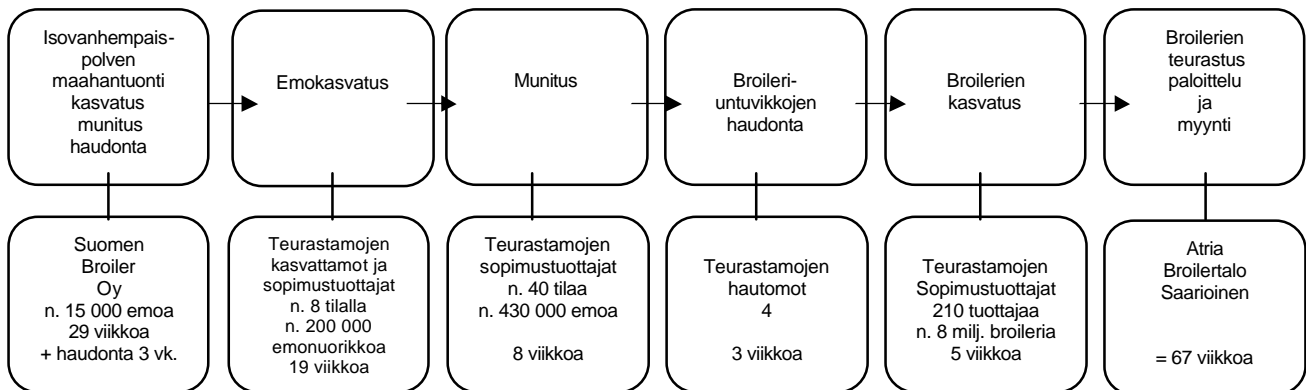 Isovanhempais-
polven
maahantuonti
kasvatus
munitus
haudonta
Emokasvatus
Munitus
Broileri-
untuvikkojen
haudonta
Broilerien
kasvatus
Broilerien
teurastus
paloittelu
ja
myynti
Suomen
Broiler
Oy
n. 15 000 emoa
29 viikkoa
+ haudonta 3 vk.
Teurastamojen
kasvattamot ja
sopimustuottajat
n. 8 tilalla
n. 200 000
emonuorikkoa
19 viikkoa
Teurastamojen
sopimustuottajat
n. 40 tilaa
n. 430 000 emoa
8 viikkoa
Teurastamojen
hautomot
4
3 viikkoa
Teurastamojen
Sopimustuottajat
210 tuottajaa
n. 8 milj. broileria
5 viikkoa
Atria
Broilertalo
Saarioinen
= 67 viikkoa